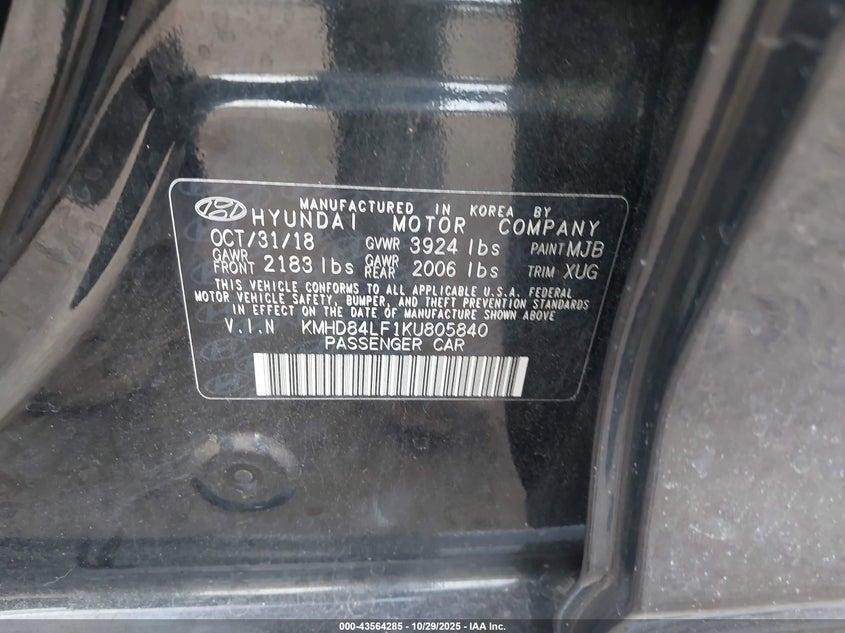 MANUFACTURED IN KOREA BY
HYUNDAI MOTOR COMPANY
OCT/31/18 GVWR 3924 lbs PAINT MJB
GAWR FRONT 2183 lbs GAWR REAR 2006 lbs TRIM XUG
THIS VEHICLE CONFORMS TO ALL APPLICABLE U.S.A. FEDERAL
MOTOR VEHICLE SAFETY, BUMPER, AND THEFT PREVENTION STANDARDS
IN EFFECT ON THE DATE OF MANUFACTURE SHOWN ABOVE
V.I.N KMHD84LF1KU805840
PASSENGER CAR
000-43564285 - 10/29/2025 - IAA Inc.